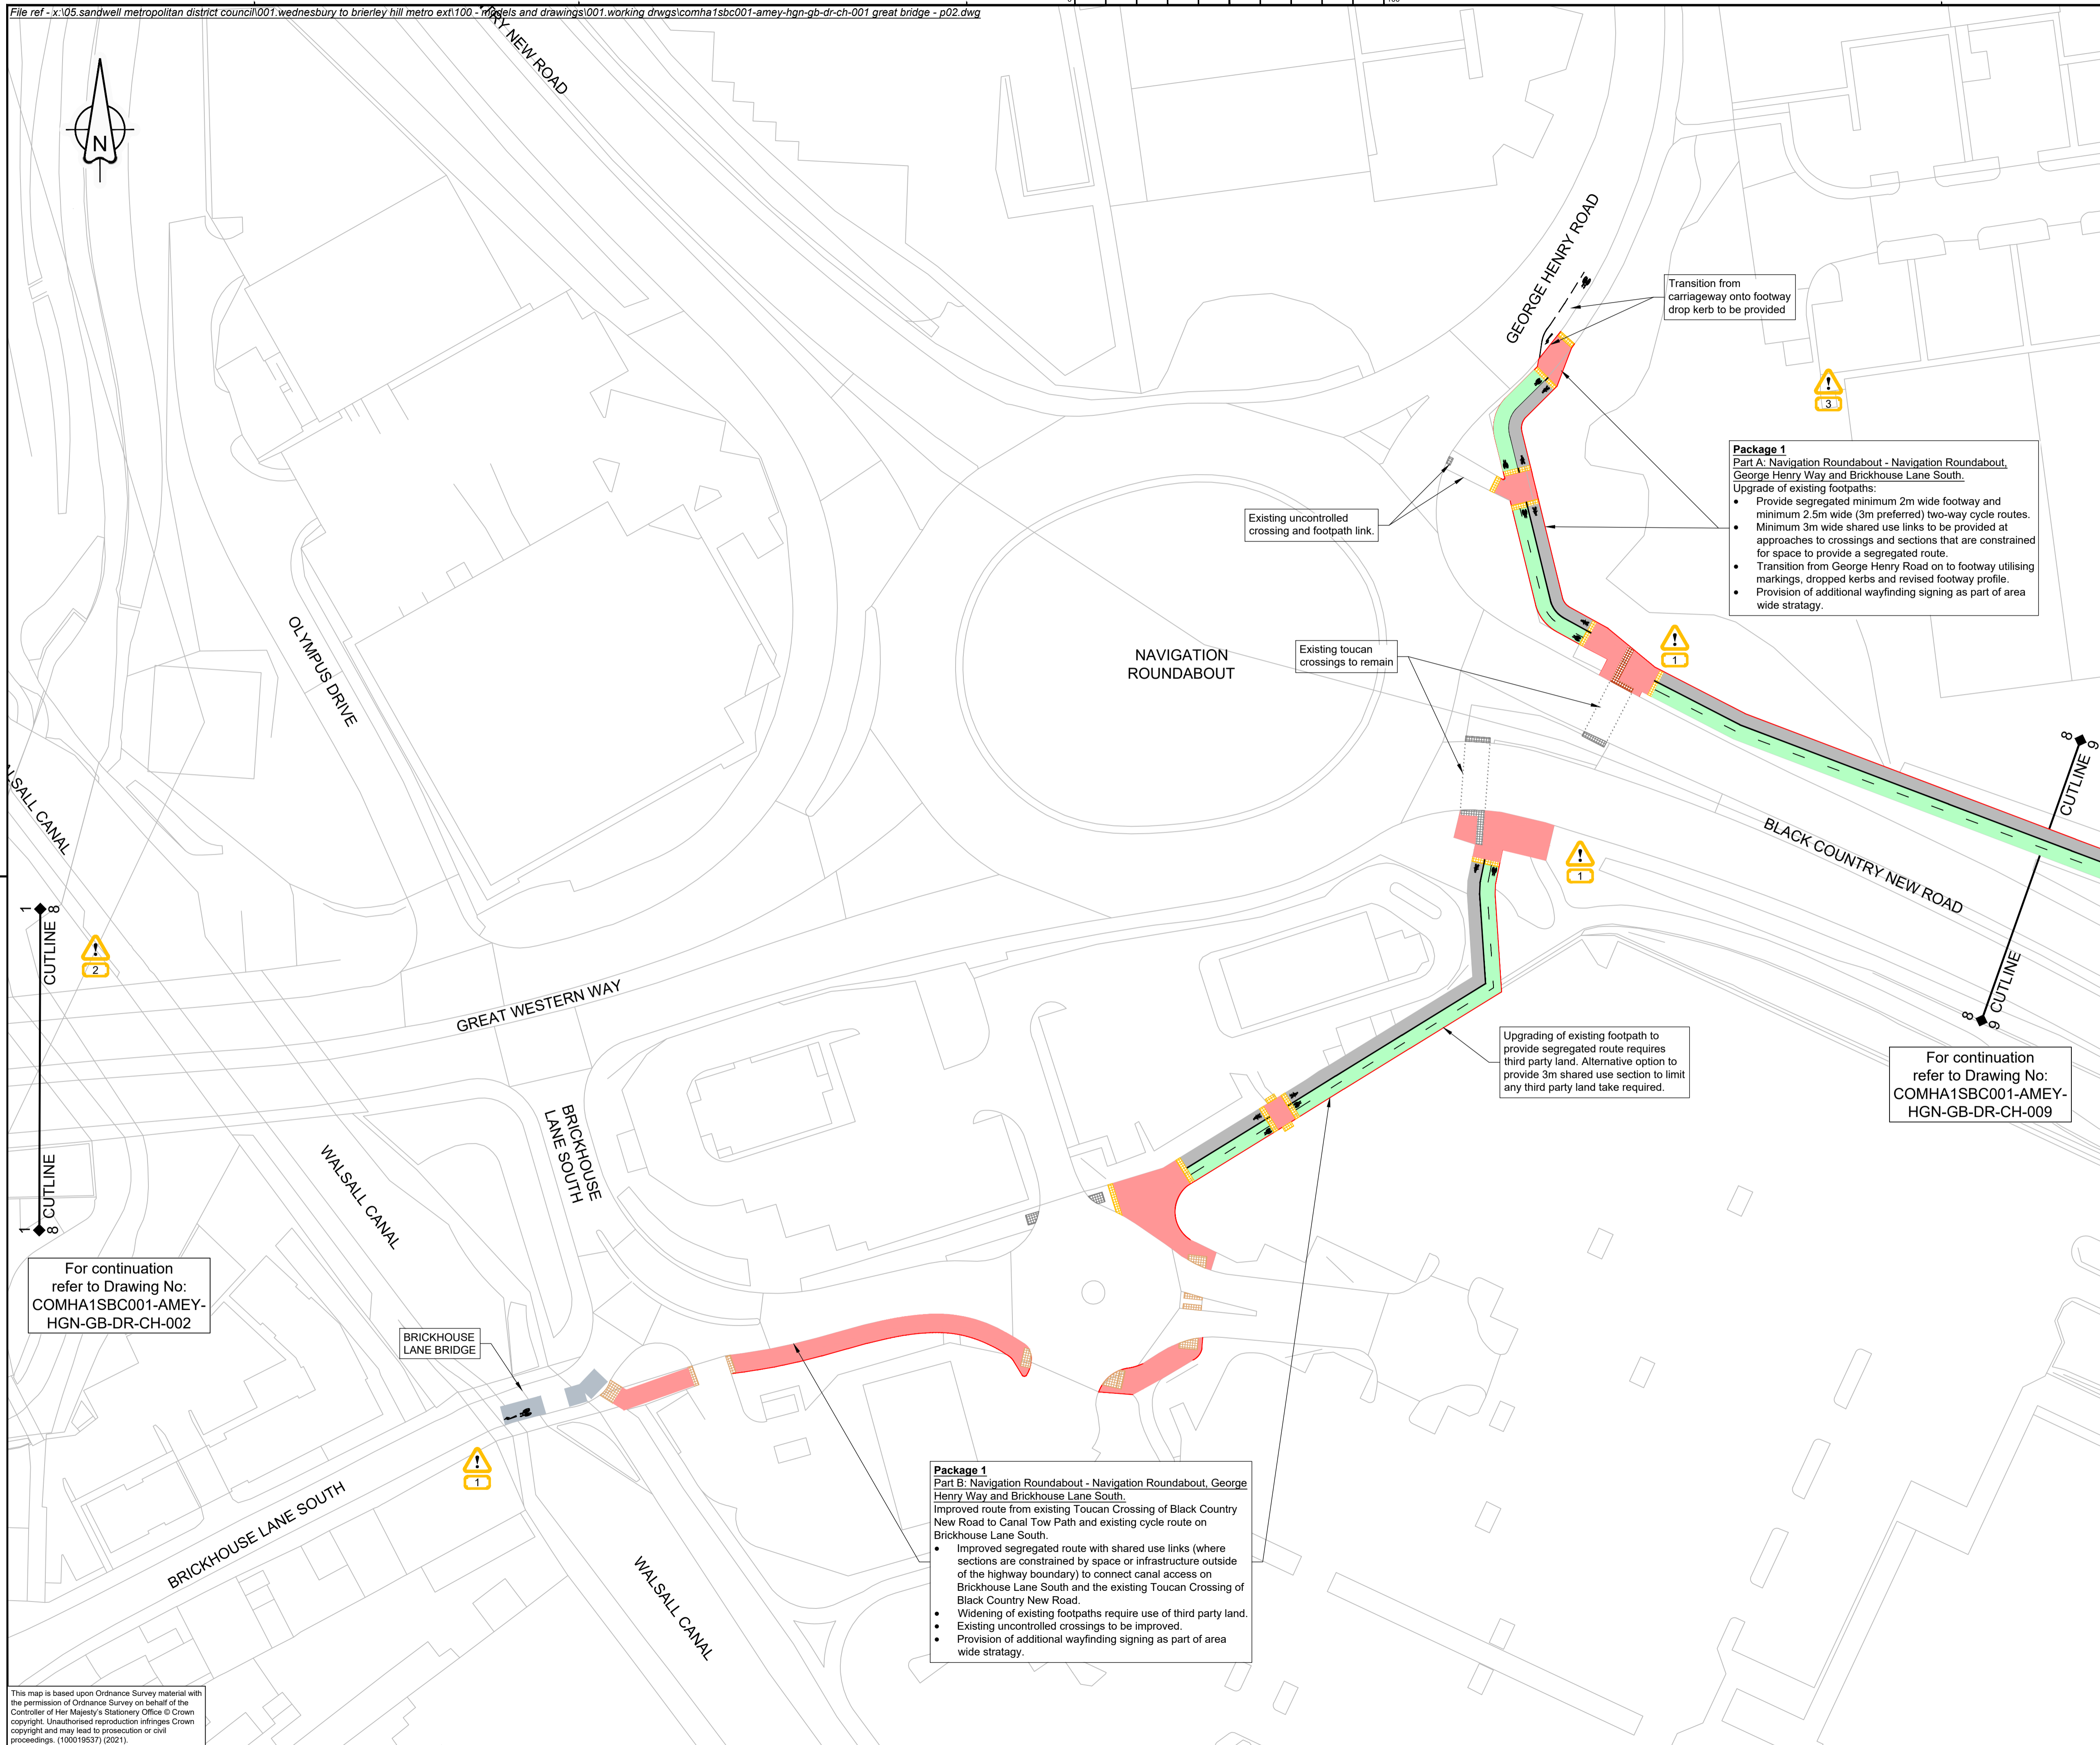 File ref - x:\05.sandwell metropolitan district council\001.wednesbury to brierley hill metro ext\100 - models and drawings\001.working drwgs\comha1sbc001-amey-hgn-gb-dr-ch-001 great bridge - p02.dwg
NEW ROAD
N
GEORGE HENRY ROAD
Transition from
carriageway onto footway
drop kerb to be provided
3
Package 1
Part A: Navigation Roundabout - Navigation Roundabout,
George Henry Way and Brickhouse Lane South.
Upgrade of existing footpaths:
• Provide segregated minimum 2m wide footway and
minimum 2.5m wide (3m preferred) two-way cycle routes.
• Minimum 3m wide shared use links to be provided at
approaches to crossings and sections that are constrained
for space to provide a segregated route.
• Transition from George Henry Road on to footway utilising
markings, dropped kerbs and revised footway profile.
• Provision of additional wayfinding signing as part of area
wide stratagy.
Existing uncontrolled
crossing and footpath link.
OLYMPUS DRIVE
NAVIGATION
ROUNDABOUT
Existing toucan
crossings to remain
1
8
9
CUTLINE
CANAL
BLACK COUNTRY NEW ROAD
1
1
8
CUTLINE
2
GREAT WESTERN WAY
CUTLINE
8
9
Upgrading of existing footpath to
provide segregated route requires
third party land. Alternative option to
provide 3m shared use section to limit
any third party land take required.
For continuation
refer to Drawing No:
COMHA1SBC001-AMEY-
HGN-GB-DR-CH-009
BRICKHOUSE
LANE SOUTH
WALSALL CANAL
CUTLINE
1
8
For continuation
refer to Drawing No:
COMHA1SBC001-AMEY-
HGN-GB-DR-CH-002
BRICKHOUSE
LANE BRIDGE
1
BRICKHOUSE LANE SOUTH
WALSALL CANAL
Package 1
Part B: Navigation Roundabout - Navigation Roundabout, George
Henry Way and Brickhouse Lane South.
Improved route from existing Toucan Crossing of Black Country
New Road to Canal Tow Path and existing cycle route on
Brickhouse Lane South.
• Improved segregated route with shared use links (where
sections are constrained by space or infrastructure outside
of the highway boundary) to connect canal access on
Brickhouse Lane South and the existing Toucan Crossing of
Black Country New Road.
• Widening of existing footpaths require use of third party land.
• Existing uncontrolled crossings to be improved.
• Provision of additional wayfinding signing as part of area
wide stratagy.
This map is based upon Ordnance Survey material with
the permission of Ordnance Survey on behalf of the
Controller of Her Majesty's Stationery Office © Crown
copyright. Unauthorised reproduction infringes Crown
copyright and may lead to prosecution or civil
proceedings. (100019537) (2021).